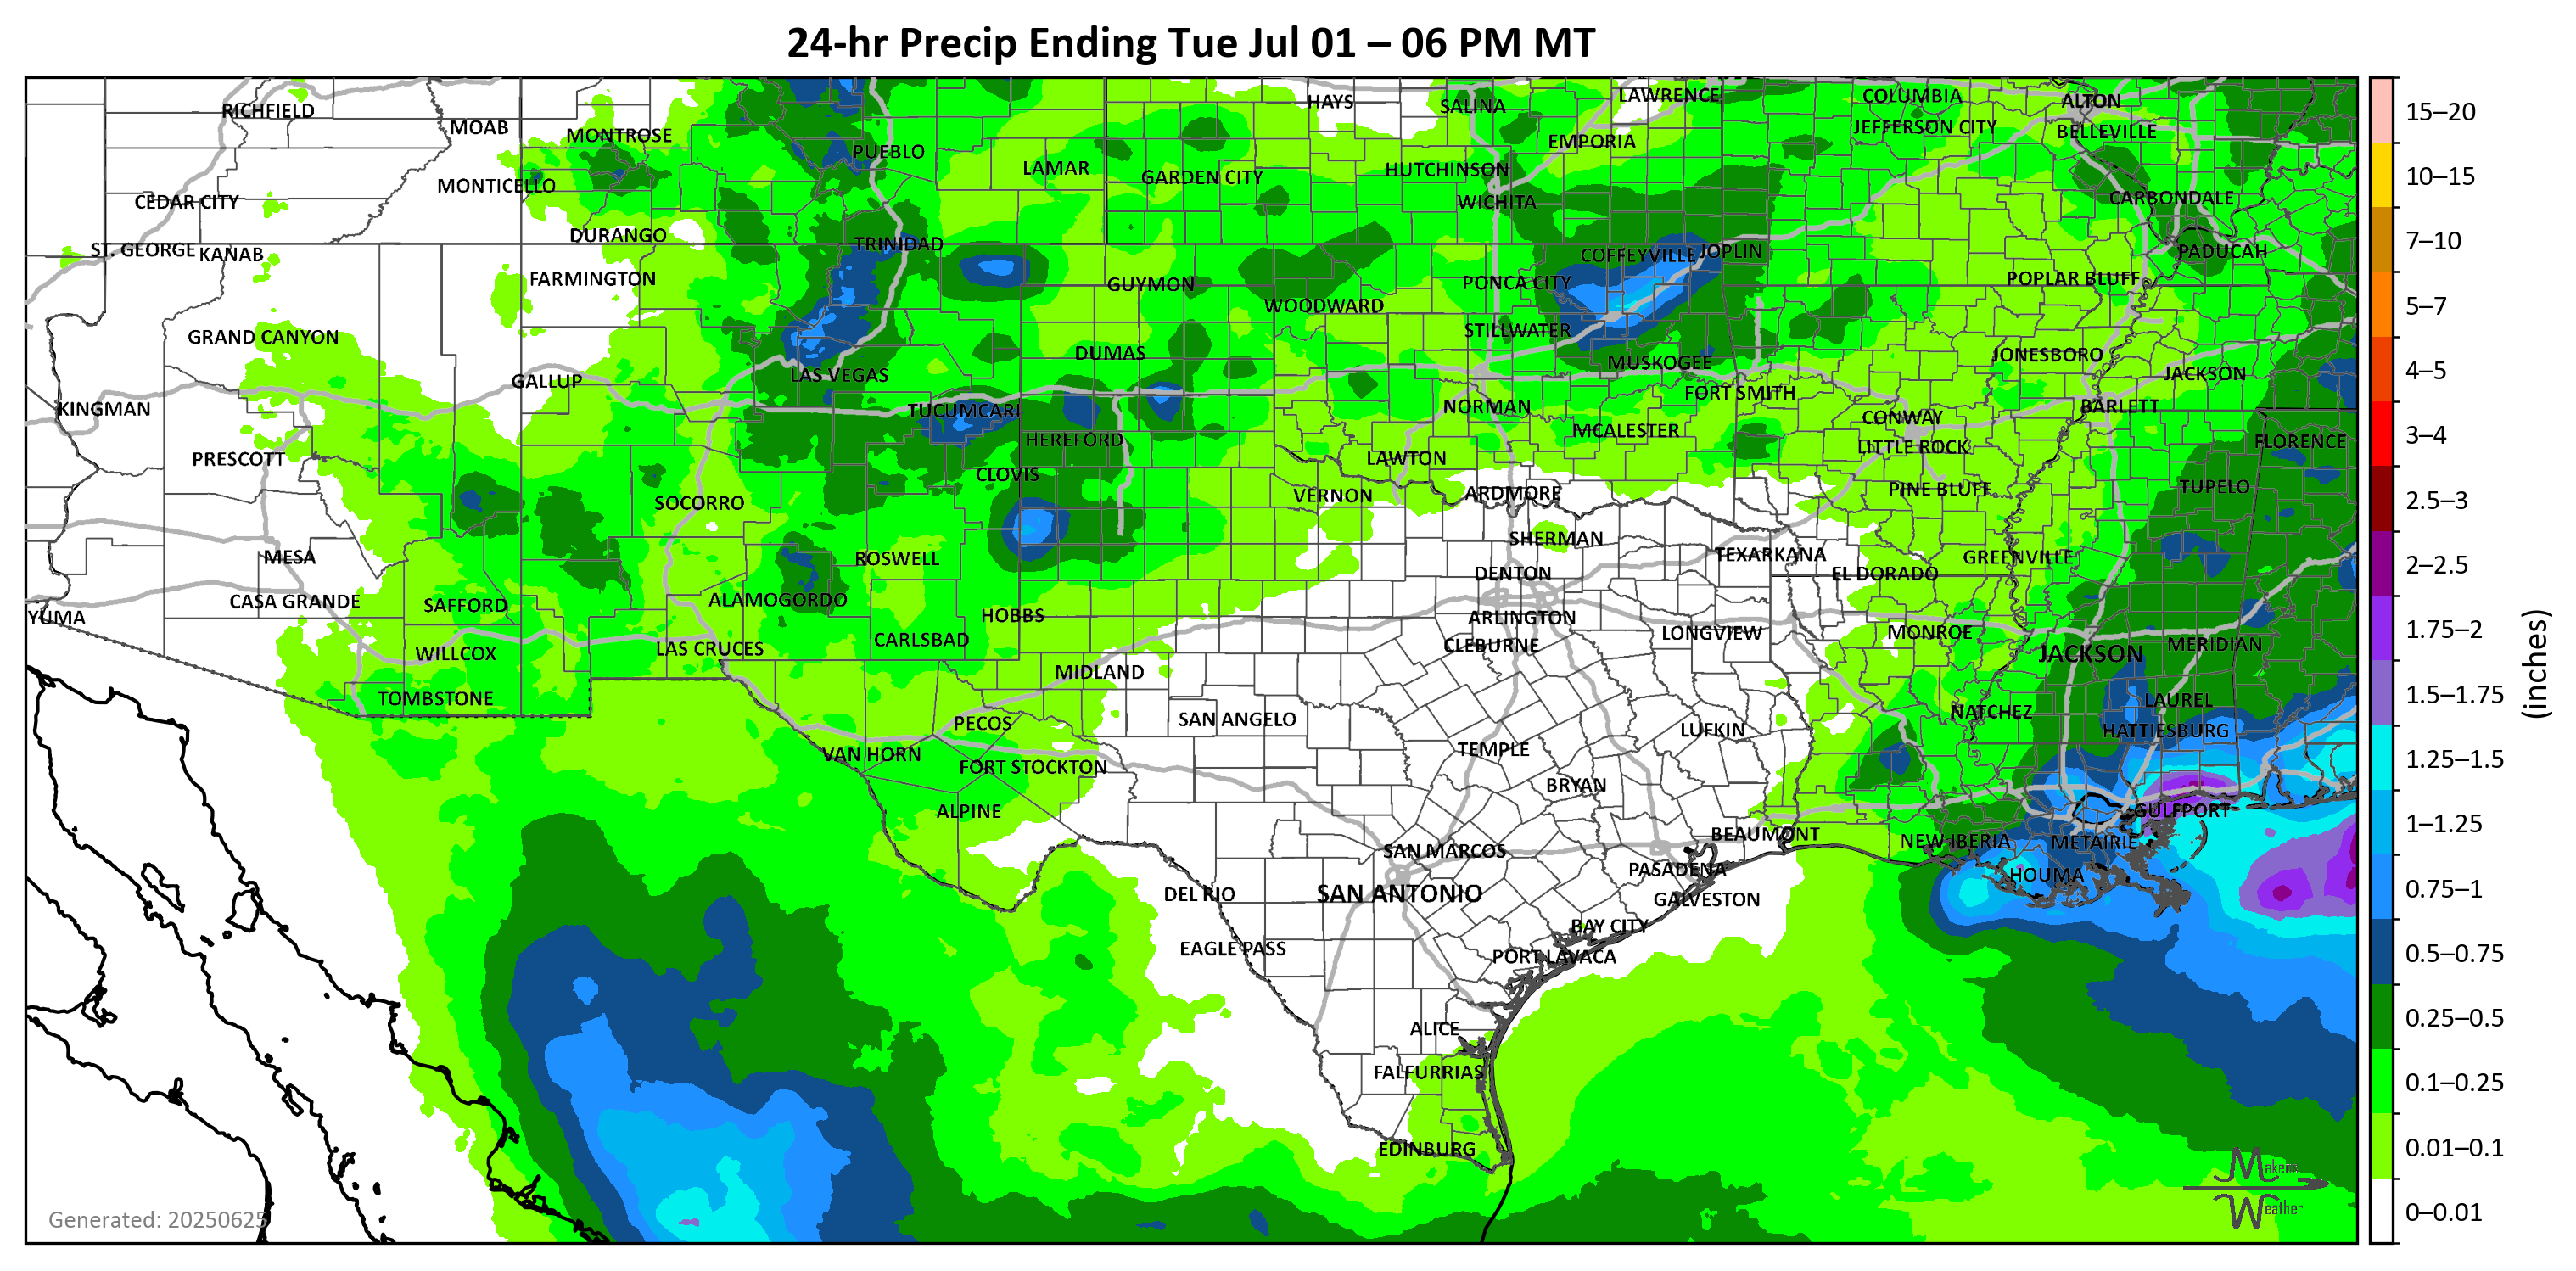 24-hr Precip Ending Tue Jul 01 – 06 PM MT
RICHFIELD
MOAB
MONTROSE
PUEBLO
LAMAR
HAYS
SALINA
LAWRENCE
EMPORIA
COLUMBIA
JEFFERSON CITY
ALTON
BELLEVILLE
CEDAR CITY
MONTICELLO
GARDEN CITY
HUTCHINSON
WICHITA
CARBONDALE
ST. GEORGE
KANAB
DURANGO
TRINIDAD
COFFEYVILLE
JOPLIN
PADUCAH
FARMINGTON
GUYMON
PONCA CITY
POPLAR BLUFF
WOODWARD
STILLWATER
GRAND CANYON
DUMAS
MUSKOGEE
JONESBORO
JACKSON
GALLUP
LAS VEGAS
FORT SMITH
KINGMAN
TUCUMCARI
NORMAN
CONWAY
BARLETT
HEREFORD
MCALESTER
LITTLE ROCK
FLORENCE
PRESCOTT
CLOVIS
LAWTON
SOCORRO
VERNON
ARDMORE
PINE BLUFF
TUPELO
MESA
ROSWELL
SHERMAN
TEXARKANA
GREENVILLE
DENTON
EL DORADO
CASA GRANDE
SAFFORD
ALAMOGORDO
YUMA
HOBBS
ARLINGTON
WILLCOX
LAS CRUCES
CARLSBAD
CLEBURNE
LONGVIEW
MONROE
JACKSON
MERIDIAN
TOMBSTONE
MIDLAND
PECOS
SAN ANGELO
NATCHEZ
LAUREL
LUFKIN
HATTIESBURG
VAN HORN
FORT STOCKTON
TEMPLE
BRYAN
ALPINE
GULFPORT
BEAUMONT
NEW IBERIA
METAIRIE
SAN MARCOS
PASADENA
HOUMA
DEL RIO
SAN ANTONIO
GALVESTON
EAGLE PASS
BAY CITY
PORT LAVACA
ALICE
FALFURRIAS
EDINBURG
Generated: 20250625
Makens
Weather
15–20
10–15
7–10
5–7
4–5
3–4
2.5–3
2–2.5
1.75–2
1.5–1.75
1.25–1.5
1–1.25
0.75–1
0.5–0.75
0.25–0.5
0.1–0.25
0.01–0.1
0–0.01
(inches)